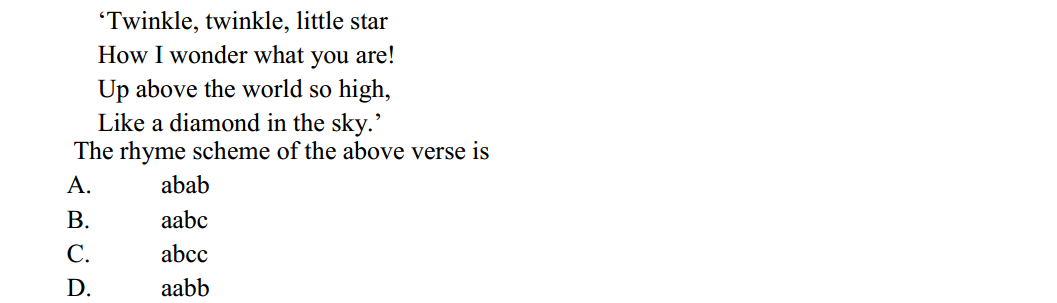 ‘Twinkle, twinkle, little star
How I wonder what you are!
Up above the world so high,
Like a diamond in the sky.’
The rhyme scheme of the above verse is
A. abab
B. aabc
C. abcc
D. aabb